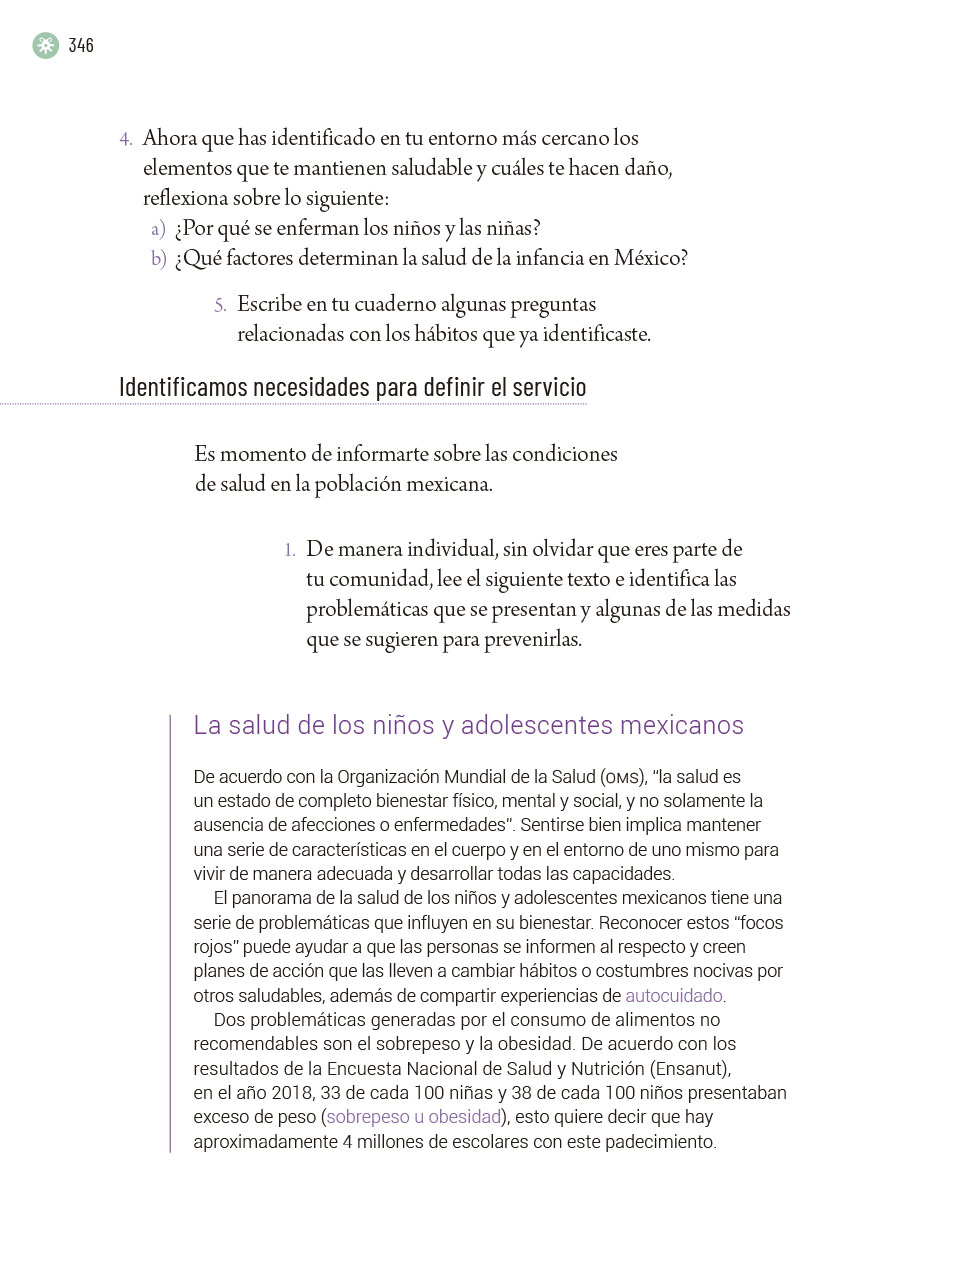 346
4. Ahora que has identificado en tu entorno más cercano los
elementos que te mantienen saludable y cuáles te hacen daño,
reflexiona sobre lo siguiente:
a) ¿Por qué se enferman los niños y las niñas?
b) ¿Qué factores determinan la salud de la infancia en México?
5. Escribe en tu cuaderno algunas preguntas
relacionadas con los hábitos que ya identificaste.
Identificamos necesidades para definir el servicio
Es momento de informarte sobre las condiciones
de salud en la población mexicana.
1. De manera individual, sin olvidar que eres parte de
tu comunidad, lee el siguiente texto e identifica las
problemáticas que se presentan y algunas de las medidas
que se sugieren para prevenirlas.
La salud de los niños y adolescentes mexicanos
De acuerdo con la Organización Mundial de la Salud (OMS), “la salud es
un estado de completo bienestar físico, mental y social, y no solamente la
ausencia de afecciones o enfermedades”. Sentirse bien implica mantener
una serie de características en el cuerpo y en el entorno de uno mismo para
vivir de manera adecuada y desarrollar todas las capacidades.
El panorama de la salud de los niños y adolescentes mexicanos tiene una
serie de problemáticas que influyen en su bienestar. Reconocer estos “focos
rojos” puede ayudar a que las personas se informen al respecto y creen
planes de acción que las lleven a cambiar hábitos o costumbres nocivas por
otros saludables, además de compartir experiencias de autocuidado.
Dos problemáticas generadas por el consumo de alimentos no
recomendables son el sobrepeso y la obesidad. De acuerdo con los
resultados de la Encuesta Nacional de Salud y Nutrición (Ensanut),
en el año 2018, 33 de cada 100 niñas y 38 de cada 100 niños presentaban
exceso de peso (sobrepeso u obesidad), esto quiere decir que hay
aproximadamente 4 millones de escolares con este padecimiento.